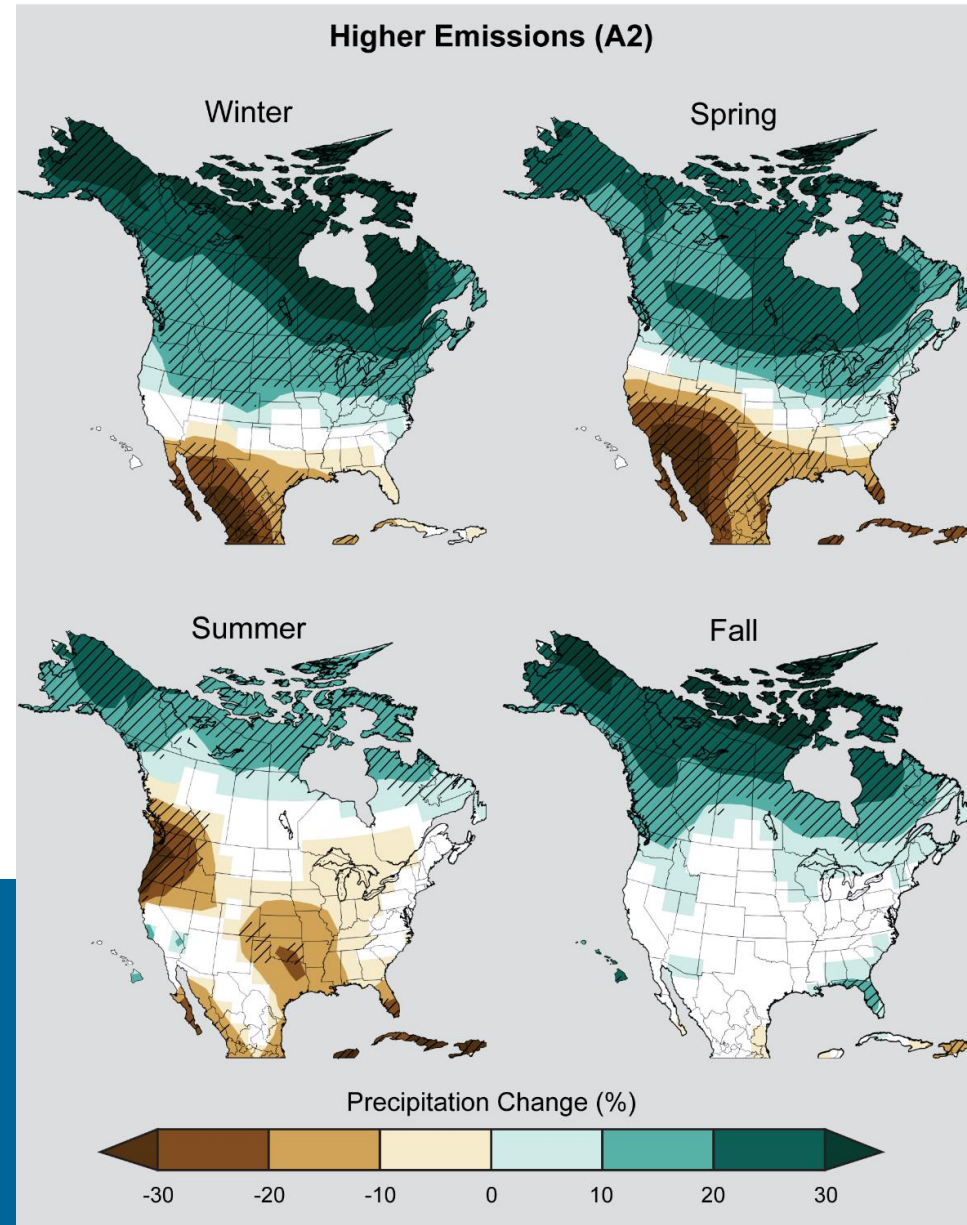 Higher Emissions (A2)
Winter
Spring
Summer
Fall
Precipitation Change (%)
-30 -20 -10 0 10 20 30